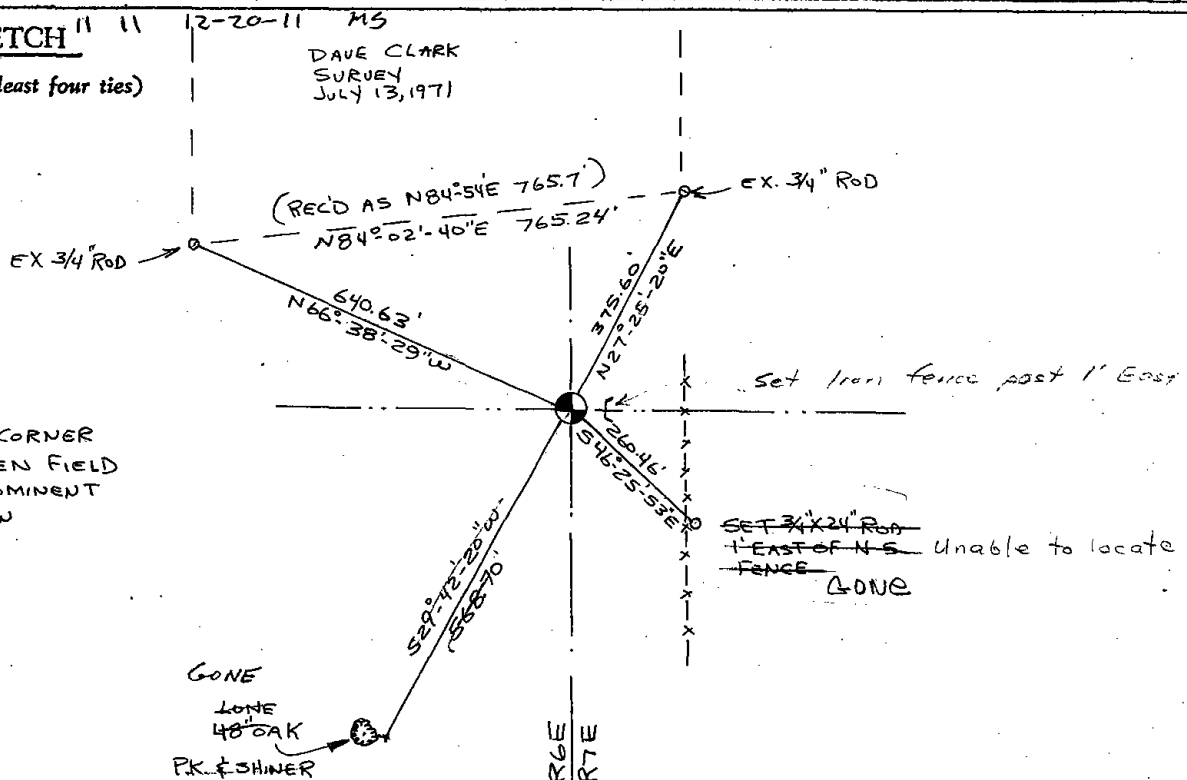 ETCH " 11 12-20-11 MS
least four ties)
DAVE CLARK
SURVEY
JULY 13, 1971
(REC'D AS N84°-54'E 765.7')
N84°-02'-40"E 765.24'
EX. 3/4" ROD
EX 3/4" ROD
640.63'
N66°-38'-29"W
375.60'
N27°-25'-20"E
Set Iron fence post 1' East
CORNER
EN FIELD
OMINENT
N
260.46'
S46°-25'-53"E
SET 3/4"X24" ROD
1' EAST OF N-S
FENCE
Unable to locate
GONE
S29°-42'-20"W
568.70'
GONE
LONE
48" OAK
P.K. & SHINER
R6E
R7E